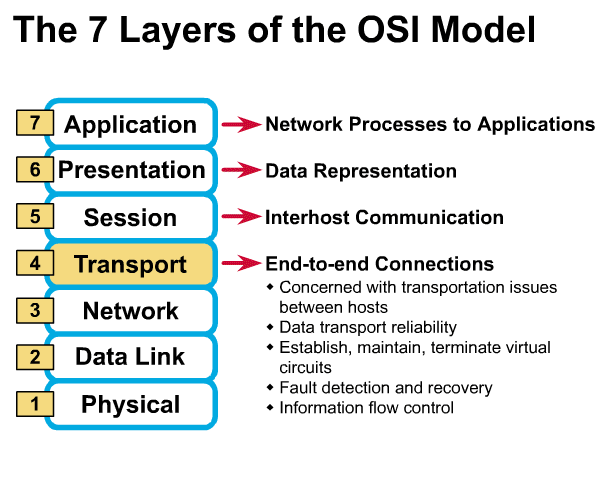 The 7 Layers of the OSI Model
7 Application Network Processes to Applications
6 Presentation Data Representation
5 Session Interhost Communication
4 Transport End-to-end Connections
◆ Concerned with transportation issues
between hosts
◆ Data transport reliability
◆ Establish, maintain, terminate virtual
circuits
◆ Fault detection and recovery
◆ Information flow control
3 Network
2 Data Link
1 Physical